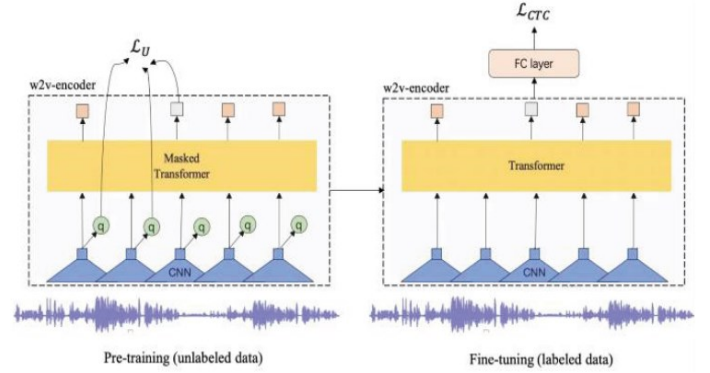 ℒ_U
w2v-encoder
Masked
Transformer
q q q q q
CNN
Pre-training (unlabeled data)
ℒ_CTC
FC layer
w2v-encoder
Transformer
CNN
Fine-tuning (labeled data)